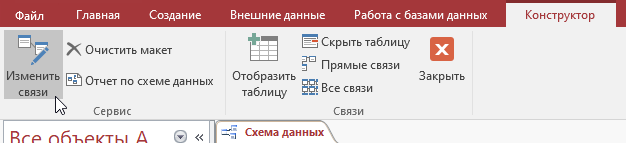 Файл Главная Создание Внешние данные Работа с базами данных Конструктор
Изменить связи
Очистить макет
Отчет по схеме данных
Сервис
Отобразить таблицу
Скрыть таблицу
Прямые связи
Все связи
Закрыть
Связи
Все объекты A...
Схема данных